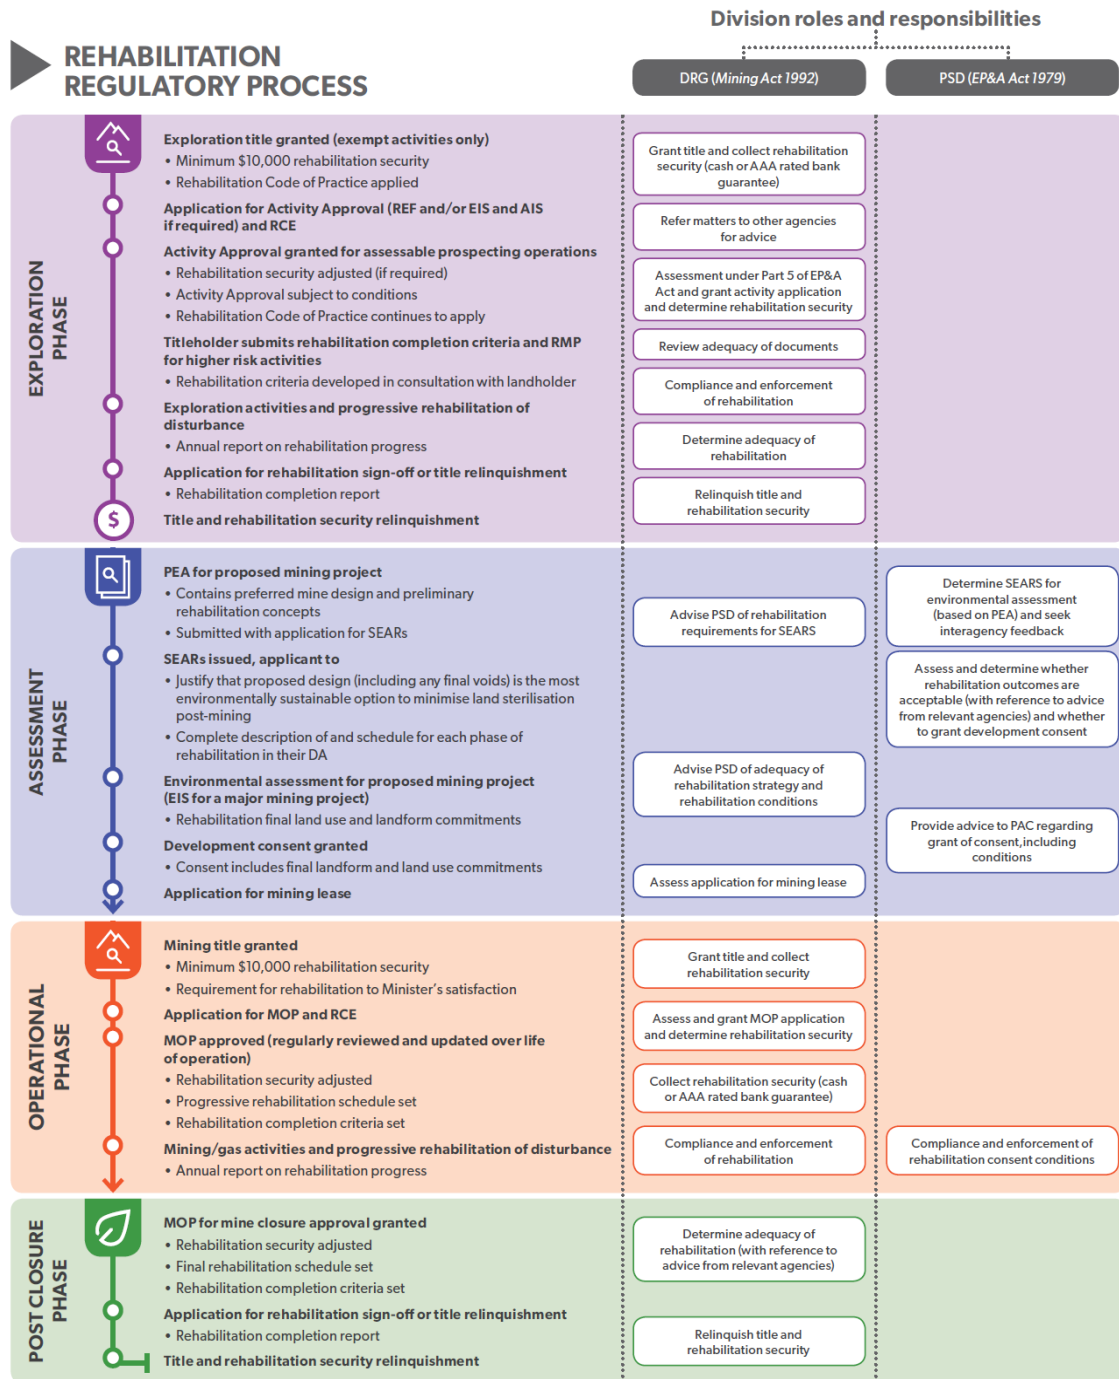 Division roles and responsibilities
REHABILITATION
REGULATORY PROCESS
DRG (Mining Act 1992)
PSD (EP&A Act 1979)
EXPLORATION
PHASE
Exploration title granted (exempt activities only)
• Minimum $10,000 rehabilitation security
• Rehabilitation Code of Practice applied
Application for Activity Approval (REF and/or EIS and AIS
if required) and RCE
Activity Approval granted for assessable prospecting operations
• Rehabilitation security adjusted (if required)
• Activity Approval subject to conditions
• Rehabilitation Code of Practice continues to apply
Titleholder submits rehabilitation completion criteria and RMP
for higher risk activities
• Rehabilitation criteria developed in consultation with landholder
Exploration activities and progressive rehabilitation of
disturbance
• Annual report on rehabilitation progress
Application for rehabilitation sign-off or title relinquishment
• Rehabilitation completion report
$
Title and rehabilitation security relinquishment
Grant title and collect rehabilitation
security (cash or AAA rated bank
guarantee)
Refer matters to other agencies
for advice
Assessment under Part 5 of EP&A
Act and grant activity application
and determine rehabilitation security
Review adequacy of documents
Compliance and enforcement
of rehabilitation
Determine adequacy of
rehabilitation
Relinquish title and
rehabilitation security
ASSESSMENT
PHASE
PEA for proposed mining project
• Contains preferred mine design and preliminary
rehabilitation concepts
• Submitted with application for SEARs
SEARs issued, applicant to
• Justify that proposed design (including any final voids) is the most
environmentally sustainable option to minimise land sterilisation
post-mining
• Complete description of and schedule for each phase of
rehabilitation in their DA
Environmental assessment for proposed mining project
(EIS for a major mining project)
• Rehabilitation final land use and landform commitments
Development consent granted
• Consent includes final landform and land use commitments
Application for mining lease
Advise PSD of rehabilitation
requirements for SEARS
Advise PSD of adequacy of
rehabilitation strategy and
rehabilitation conditions
Assess application for mining lease
Determine SEARS for
environmental assessment
(based on PEA) and seek
interagency feedback
Assess and determine whether
rehabilitation outcomes are
acceptable (with reference to advice
from relevant agencies) and whether
to grant development consent
Provide advice to PAC regarding
grant of consent,including
conditions
OPERATIONAL
PHASE
Mining title granted
• Minimum $10,000 rehabilitation security
• Requirement for rehabilitation to Minister's satisfaction
Application for MOP and RCE
MOP approved (regularly reviewed and updated over life
of operation)
• Rehabilitation security adjusted
• Progressive rehabilitation schedule set
• Rehabilitation completion criteria set
Mining/gas activities and progressive rehabilitation of disturbance
• Annual report on rehabilitation progress
Grant title and collect
rehabilitation security
Assess and grant MOP application
and determine rehabilitation security
Collect rehabilitation security (cash
or AAA rated bank guarantee)
Compliance and enforcement
of rehabilitation
Compliance and enforcement of
rehabilitation consent conditions
POST CLOSURE
PHASE
MOP for mine closure approval granted
• Rehabilitation security adjusted
• Final rehabilitation schedule set
• Rehabilitation completion criteria set
Application for rehabilitation sign-off or title relinquishment
• Rehabilitation completion report
Title and rehabilitation security relinquishment
Determine adequacy of
rehabilitation (with reference to
advice from relevant agencies)
Relinquish title and
rehabilitation security